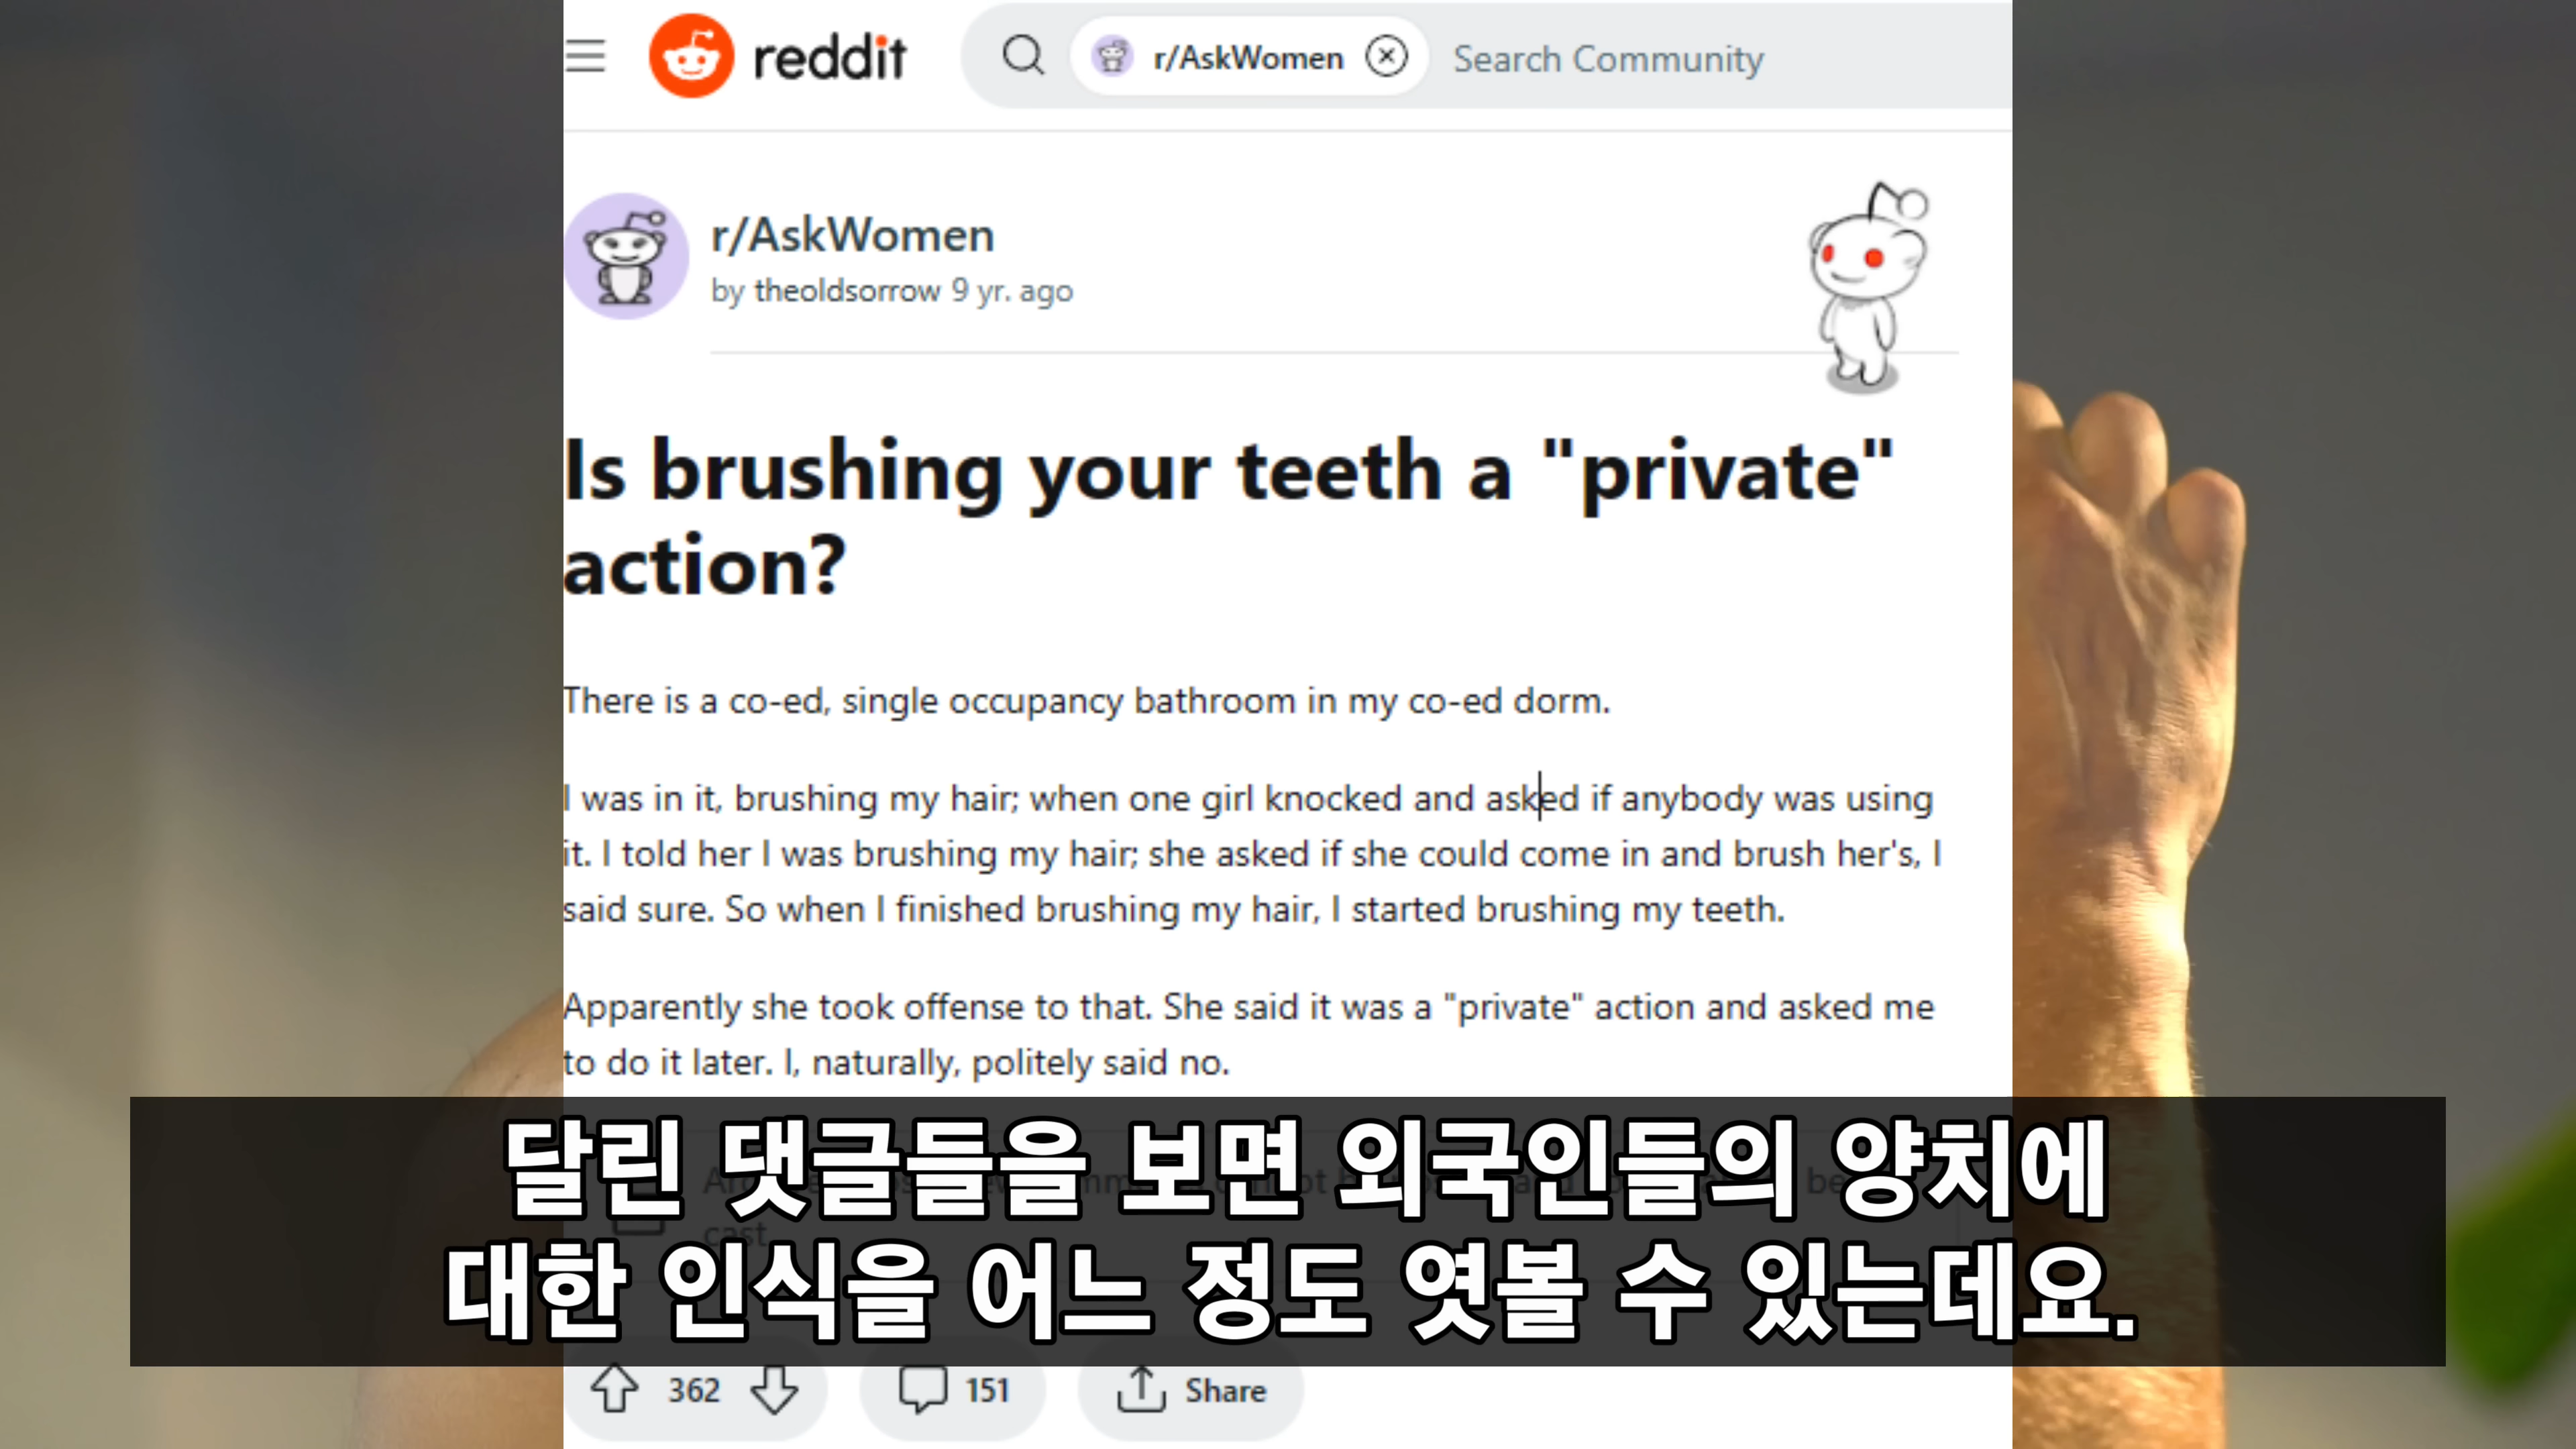 reddit
r/AskWomen
Search Community
r/AskWomen
by theoldsorrow 9 yr. ago
Is brushing your teeth a "private"
action?
There is a co-ed, single occupancy bathroom in my co-ed dorm.
I was in it, brushing my hair; when one girl knocked and asked if anybody was using
it. I told her I was brushing my hair; she asked if she could come in and brush her's, I
said sure. So when I finished brushing my hair, I started brushing my teeth.
Apparently she took offense to that. She said it was a "private" action and asked me
to do it later. I, naturally, politely said no.
달린 댓글들을 보면 외국인들의 양치에
cast
대한 인식을 어느 정도 엿볼 수 있는데요.
362
151
Share